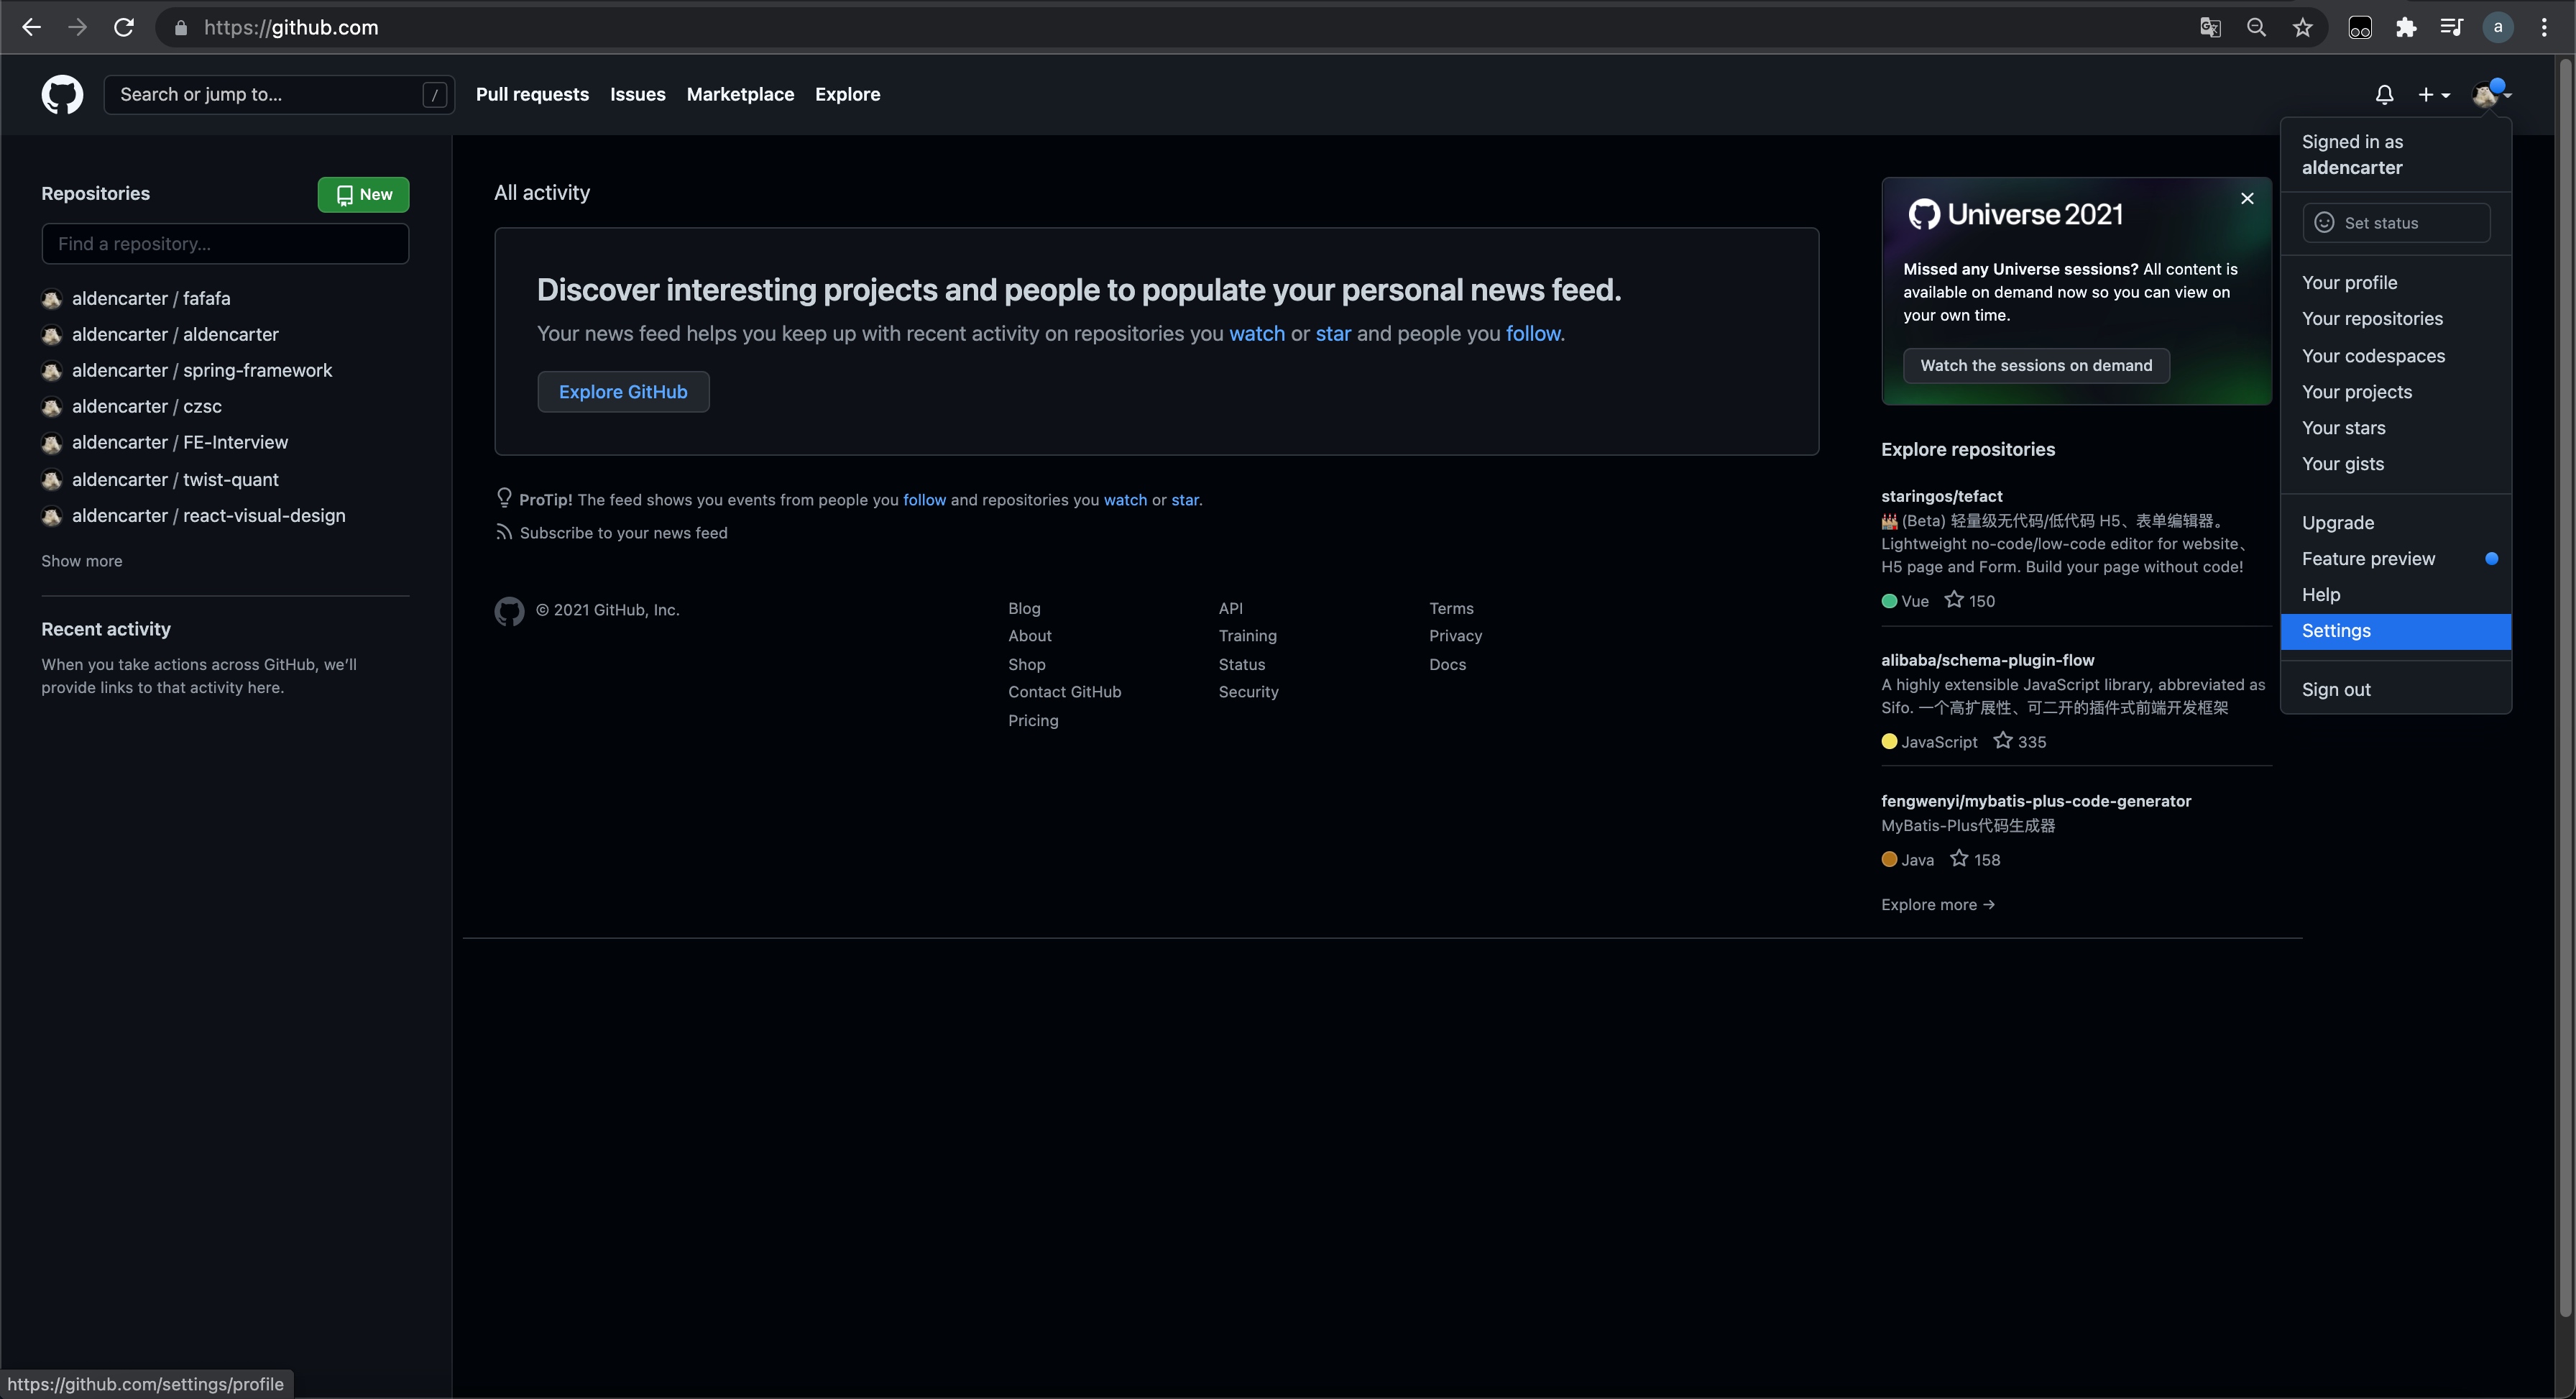 https://github.com
a
Search or jump to...
/
Pull requests
Issues
Marketplace
Explore
Signed in as
aldencarter
Set status
Your profile
Your repositories
Your codespaces
Your projects
Your stars
Your gists
Upgrade
Feature preview
Help
Settings
Sign out
Repositories
New
Find a repository...
aldencarter / fafafa
aldencarter / aldencarter
aldencarter / spring-framework
aldencarter / czsc
aldencarter / FE-Interview
aldencarter / twist-quant
aldencarter / react-visual-design
Show more
Recent activity
When you take actions across GitHub, we’ll
provide links to that activity here.
All activity
Discover interesting projects and people to populate your personal news feed.
Your news feed helps you keep up with recent activity on repositories you watch or star and people you follow.
Explore GitHub
ProTip! The feed shows you events from people you follow and repositories you watch or star.
Subscribe to your news feed
© 2021 GitHub, Inc.
Blog
About
Shop
Contact GitHub
Pricing
API
Training
Status
Security
Terms
Privacy
Docs
Universe 2021
Missed any Universe sessions? All content is
available on demand now so you can view on
your own time.
Watch the sessions on demand
Explore repositories
staringos/tefact
(Beta) 轻量级无代码/低代码 H5、表单编辑器。
Lightweight no-code/low-code editor for website、
H5 page and Form. Build your page without code!
Vue 150
alibaba/schema-plugin-flow
A highly extensible JavaScript library, abbreviated as
Sifo. 一个高扩展性、可二开的插件式前端开发框架
JavaScript 335
fengwenyi/mybatis-plus-code-generator
MyBatis-Plus代码生成器
Java 158
Explore more →
https://github.com/settings/profile